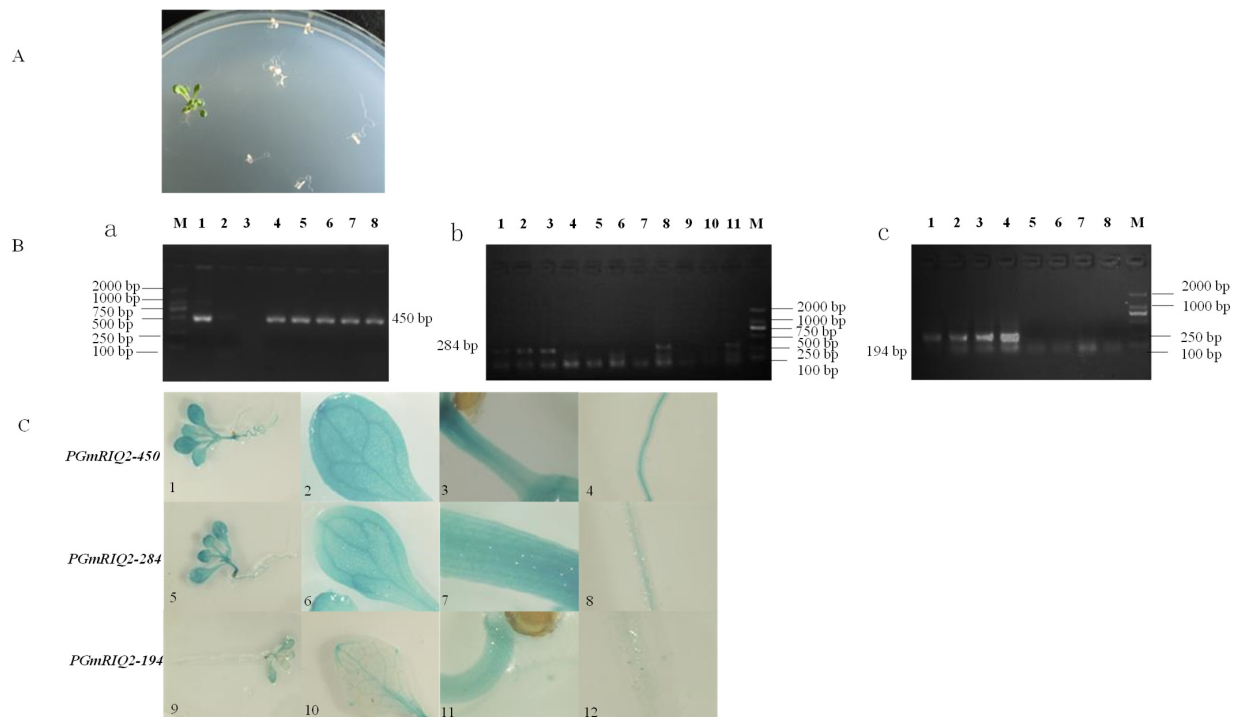 A
B
a
M 1 2 3 4 5 6 7 8
2000 bp
1000 bp
750 bp
500 bp
250 bp
100 bp
450 bp
b
1 2 3 4 5 6 7 8 9 10 11 M
284 bp
2000 bp
1000 bp
750 bp
500 bp
250 bp
100 bp
c
1 2 3 4 5 6 7 8 M
194 bp
2000 bp
1000 bp
250 bp
100 bp
C
PGmRIQ2-450
1 2 3 4
PGmRIQ2-284
5 6 7 8
PGmRIQ2-194
9 10 11 12